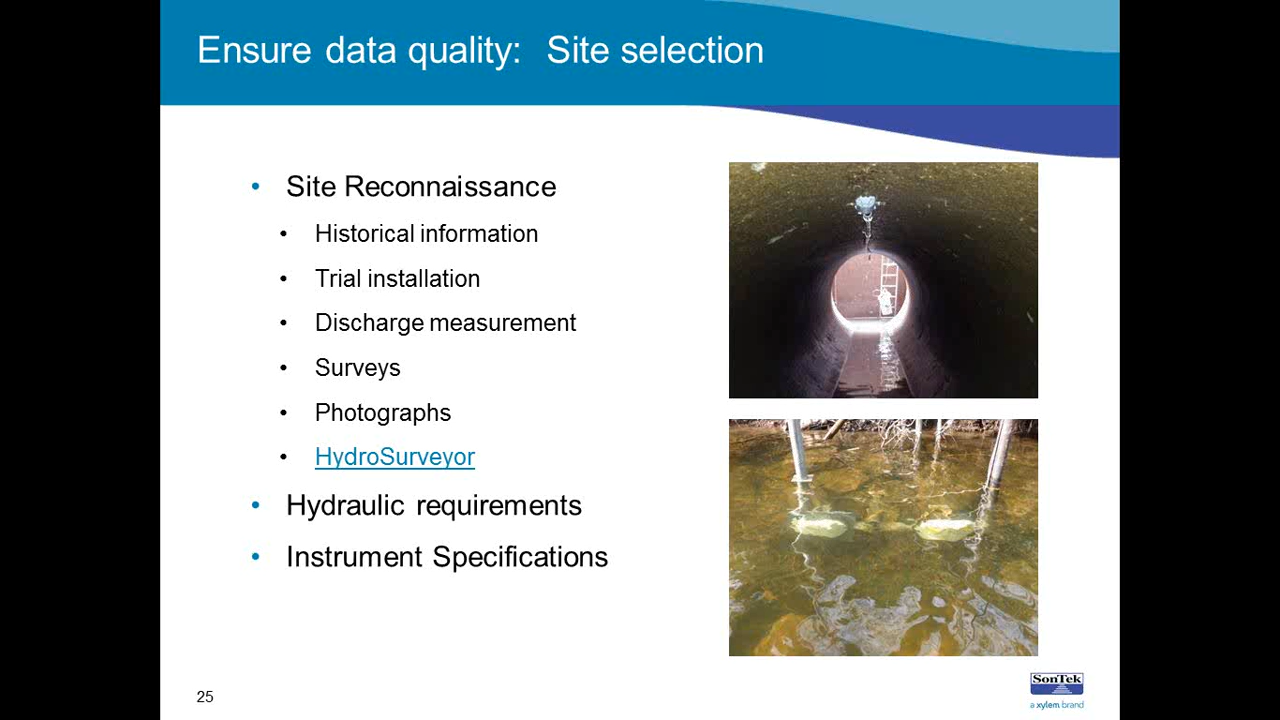 Ensure data quality: Site selection
• Site Reconnaissance
• Historical information
• Trial installation
• Discharge measurement
• Surveys
• Photographs
• HydroSurveyor
• Hydraulic requirements
• Instrument Specifications
25
SonTek
a xylem brand